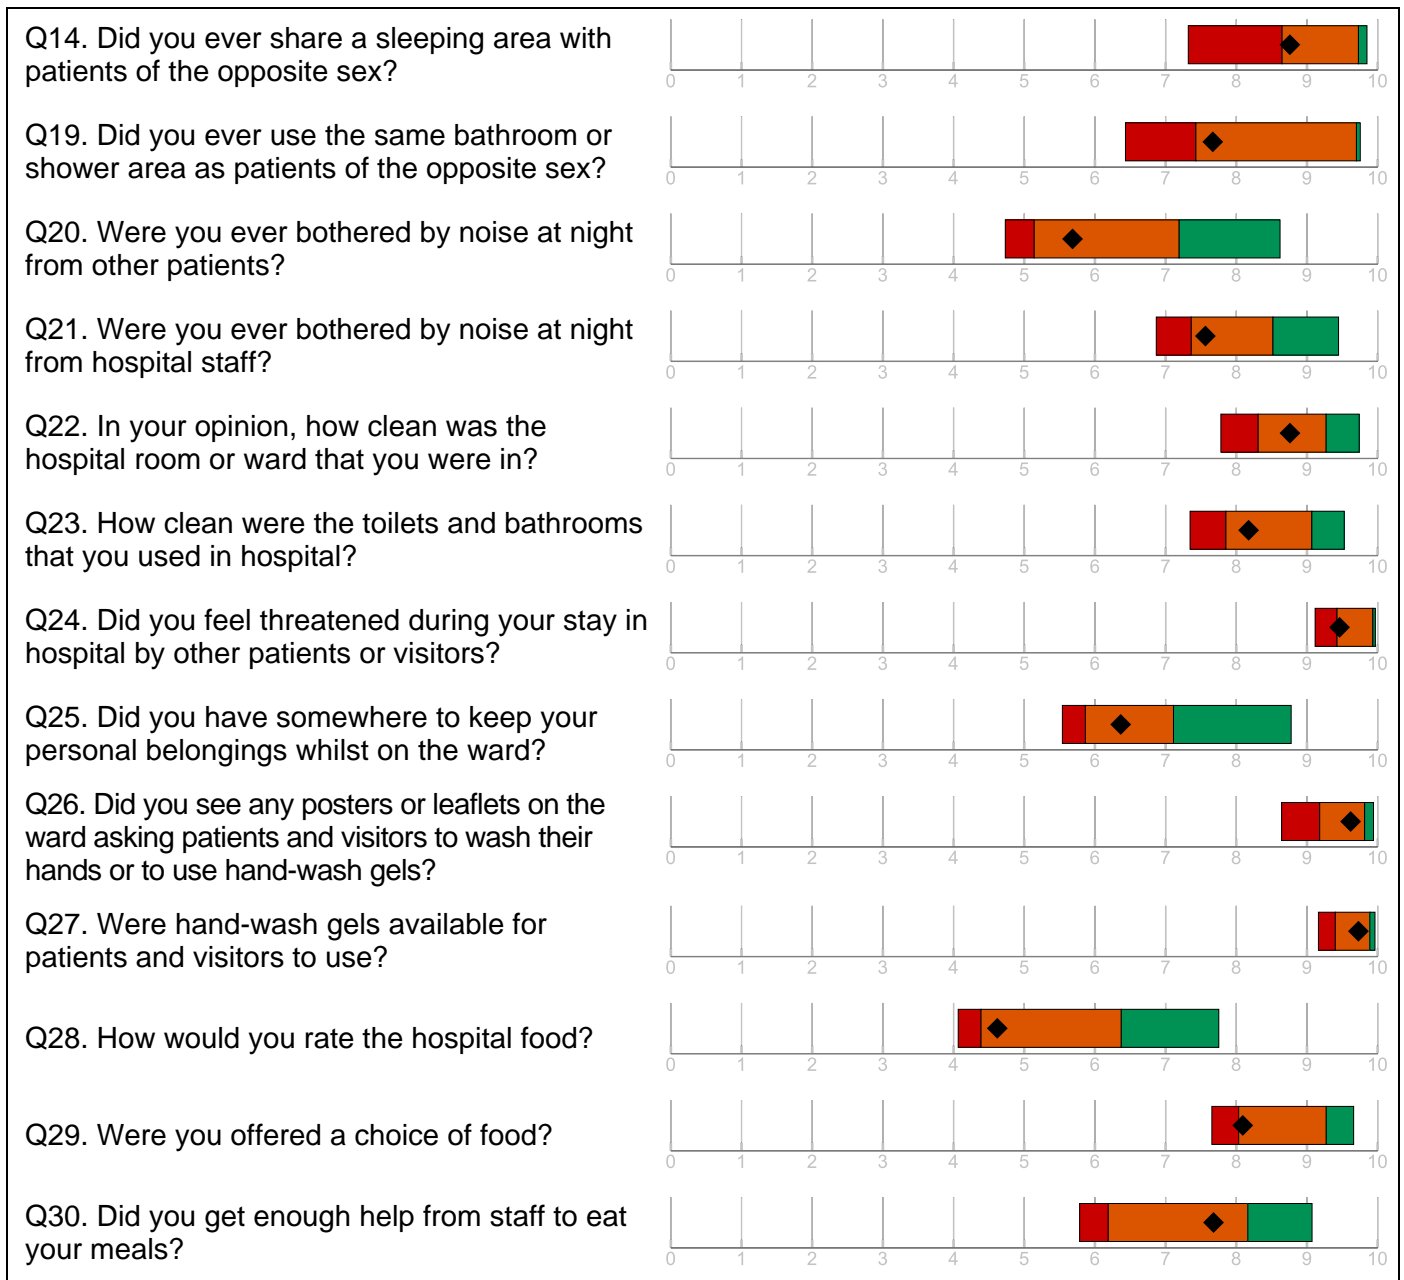 Q14. Did you ever share a sleeping area with
patients of the opposite sex?
0 1 2 3 4 5 6 7 8 9 10
Q19. Did you ever use the same bathroom or
shower area as patients of the opposite sex?
0 1 2 3 4 5 6 7 8 9 10
Q20. Were you ever bothered by noise at night
from other patients?
0 1 2 3 4 5 6 7 8 9 10
Q21. Were you ever bothered by noise at night
from hospital staff?
0 1 2 3 4 5 6 7 8 9 10
Q22. In your opinion, how clean was the
hospital room or ward that you were in?
0 1 2 3 4 5 6 7 8 9 10
Q23. How clean were the toilets and bathrooms
that you used in hospital?
0 1 2 3 4 5 6 7 8 9 10
Q24. Did you feel threatened during your stay in
hospital by other patients or visitors?
0 1 2 3 4 5 6 7 8 9 10
Q25. Did you have somewhere to keep your
personal belongings whilst on the ward?
0 1 2 3 4 5 6 7 8 9 10
Q26. Did you see any posters or leaflets on the
ward asking patients and visitors to wash their
hands or to use hand-wash gels?
0 1 2 3 4 5 6 7 8 9 10
Q27. Were hand-wash gels available for
patients and visitors to use?
0 1 2 3 4 5 6 7 8 9 10
Q28. How would you rate the hospital food?
0 1 2 3 4 5 6 7 8 9 10
Q29. Were you offered a choice of food?
0 1 2 3 4 5 6 7 8 9 10
Q30. Did you get enough help from staff to eat
your meals?
0 1 2 3 4 5 6 7 8 9 10